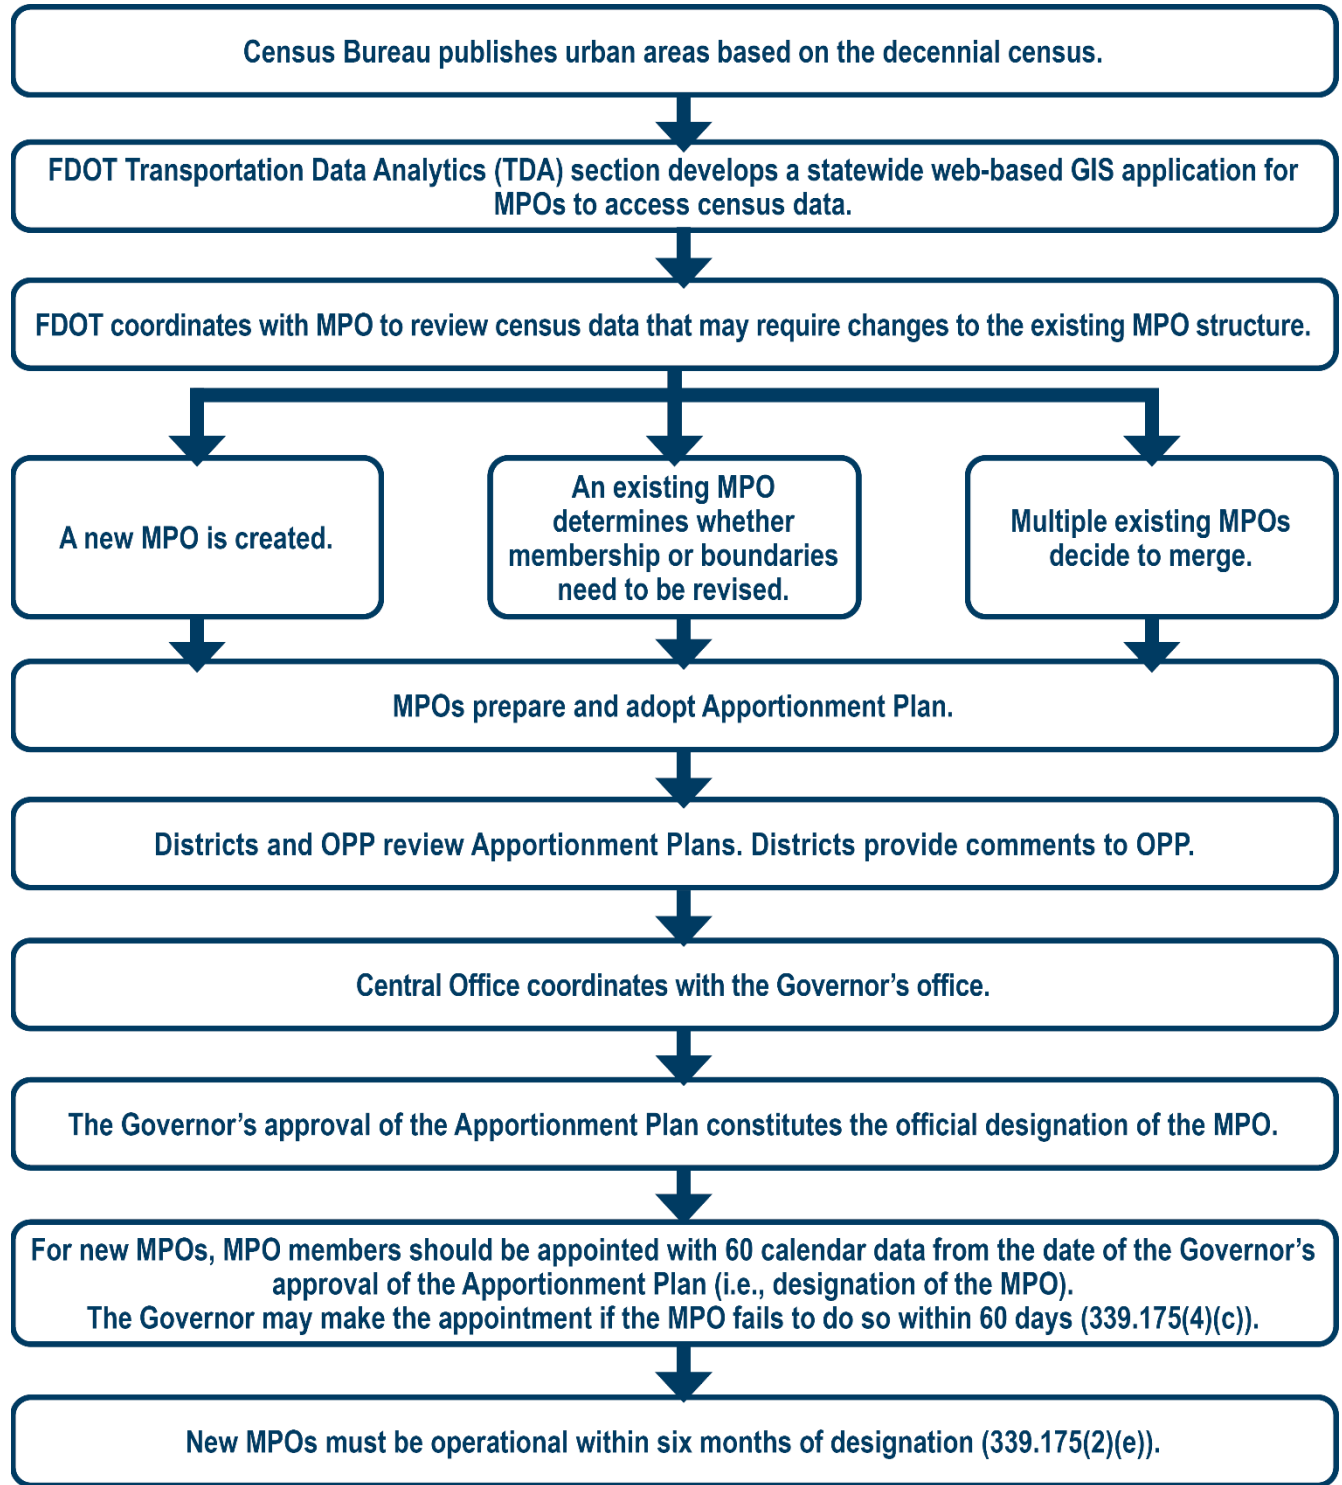 Census Bureau publishes urban areas based on the decennial census.
FDOT Transportation Data Analytics (TDA) section develops a statewide web-based GIS application for
MPOs to access census data.
FDOT coordinates with MPO to review census data that may require changes to the existing MPO structure.
A new MPO is created.
An existing MPO
determines whether
membership or boundaries
need to be revised.
Multiple existing MPOs
decide to merge.
MPOs prepare and adopt Apportionment Plan.
Districts and OPP review Apportionment Plans. Districts provide comments to OPP.
Central Office coordinates with the Governor’s office.
The Governor’s approval of the Apportionment Plan constitutes the official designation of the MPO.
For new MPOs, MPO members should be appointed with 60 calendar data from the date of the Governor’s
approval of the Apportionment Plan (i.e., designation of the MPO).
The Governor may make the appointment if the MPO fails to do so within 60 days (339.175(4)(c)).
New MPOs must be operational within six months of designation (339.175(2)(e)).